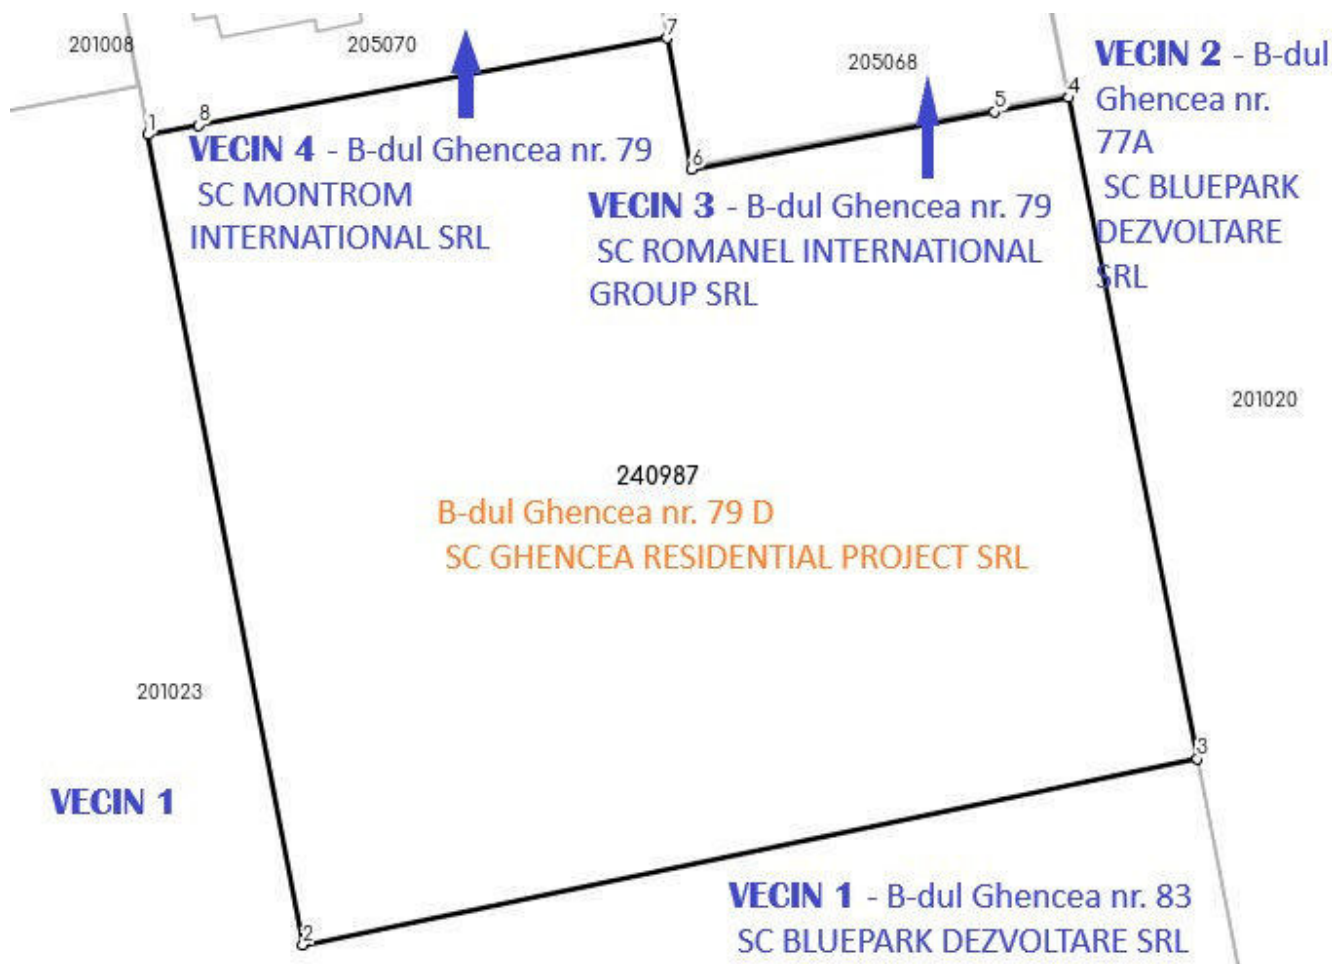 201008
205070
7
205068
VECIN 2 - B-dul
Ghencea nr.
77A
SC BLUEPARK
DEZVOLTARE
SRL
4
5
1
8
VECIN 4 - B-dul Ghencea nr. 79
SC MONTROM
INTERNATIONAL SRL
6
VECIN 3 - B-dul Ghencea nr. 79
SC ROMANEL INTERNATIONAL
GROUP SRL
201020
240987
B-dul Ghencea nr. 79 D
SC GHENCEA RESIDENTIAL PROJECT SRL
201023
3
VECIN 1
VECIN 1 - B-dul Ghencea nr. 83
SC BLUEPARK DEZVOLTARE SRL
2